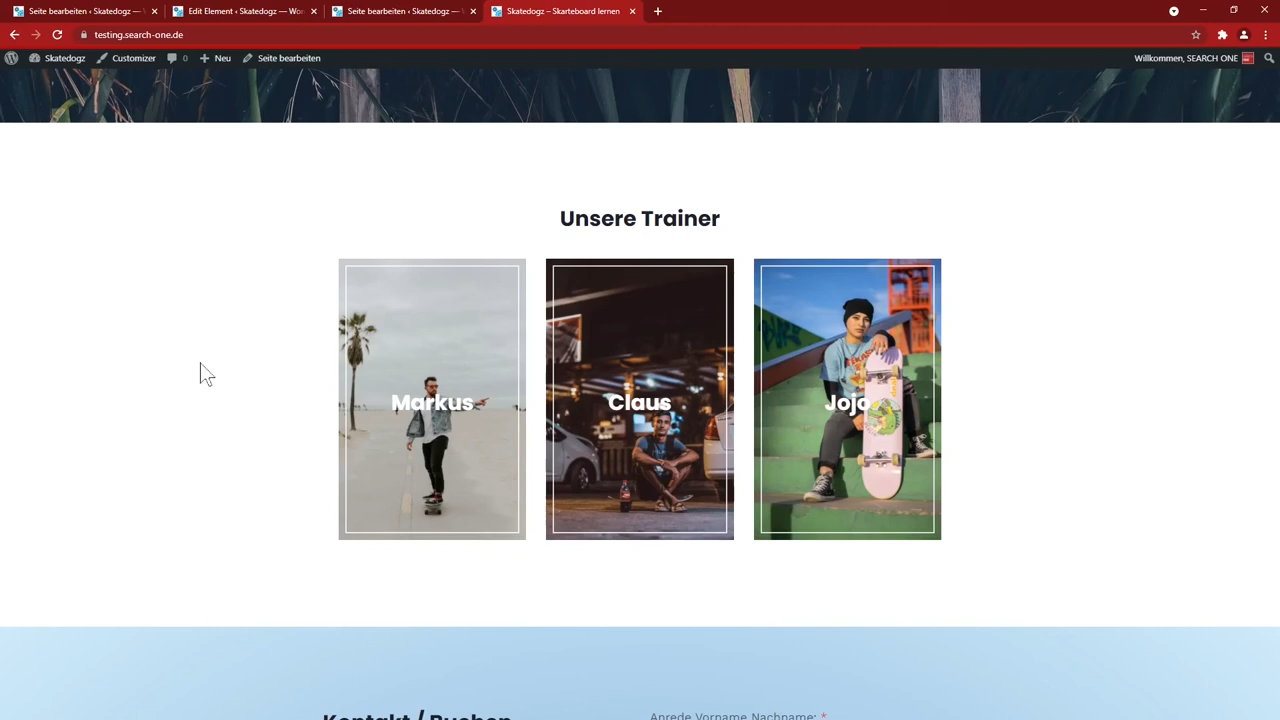 Seite bearbeiten ‹ Skatedogz —
Edit Element ‹ Skatedogz — Wor
Seite bearbeiten ‹ Skatedogz —
Skatedogz – Skarteboard lernen
testing.search-one.de
Skatedogz
Customizer
0
Neu
Seite bearbeiten
Willkommen, SEARCH ONE
Unsere Trainer
Markus
Claus
Jojo
Kontakt / Buchen
Anrede Vorname Nachname: *